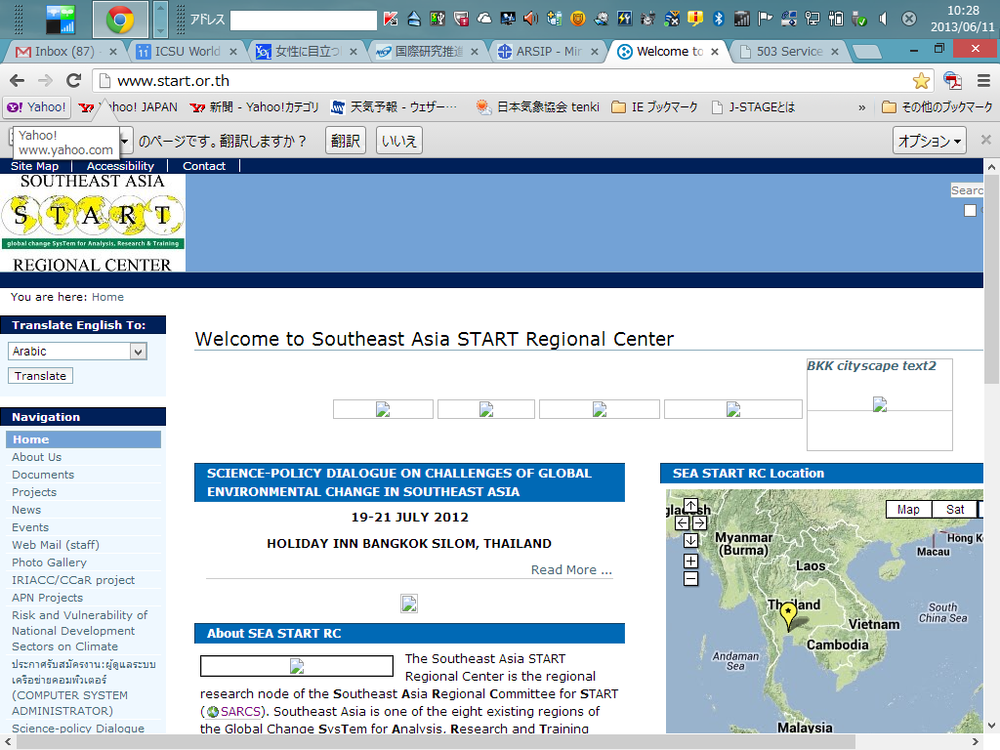 アドレス
10:28
2013/06/11
Inbox (87)
ICSU World
女性に目立つ
国際研究推進
ARSIP - Mir
Welcome to
503 Service
www.start.or.th
Yahoo!
hoo! JAPAN
新聞 - Yahoo!カテゴリ
天気予報 - ウェザー…
日本気象協会 tenki
IE ブックマーク
J-STAGEとは
»
その他のブックマーク
Yahoo!
www.yahoo.com
のページです。翻訳しますか？
翻訳
いいえ
オプション
Site Map
Accessibility
Contact
SOUTHEAST ASIA
START
global change SysTem for Analysis, Research & Training
REGIONAL CENTER
Searc
You are here: Home
Translate English To:
Arabic
Translate
Navigation
Home
About Us
Documents
Projects
News
Events
Web Mail (staff)
Photo Gallery
IRIACC/CCaR project
APN Projects
Risk and Vulnerability of
National Development
Sectors on Climate
ประกาศรับสมัครงาน:ผู้ดูแลระบบ
เครือข่ายคอมพิวเตอร์
(COMPUTER SYSTEM
ADMINISTRATOR)
Science-policy Dialogue
Welcome to Southeast Asia START Regional Center
BKK cityscape text2
SCIENCE-POLICY DIALOGUE ON CHALLENGES OF GLOBAL
ENVIRONMENTAL CHANGE IN SOUTHEAST ASIA
19-21 JULY 2012
HOLIDAY INN BANGKOK SILOM, THAILAND
Read More ...
About SEA START RC
The Southeast Asia START
Regional Center is the regional
research node of the Southeast Asia Regional Committee for START
(SARCS). Southeast Asia is one of the eight existing regions of
the Global Change SysTem for Analysis, Research and Training
SEA START RC Location
Map
Sat
gladesh
Myanmar
(Burma)
Laos
Hong K
Macau
Thailand
Vietnam
Cambodia
South
China Sea
Andaman
Sea
Malaysia